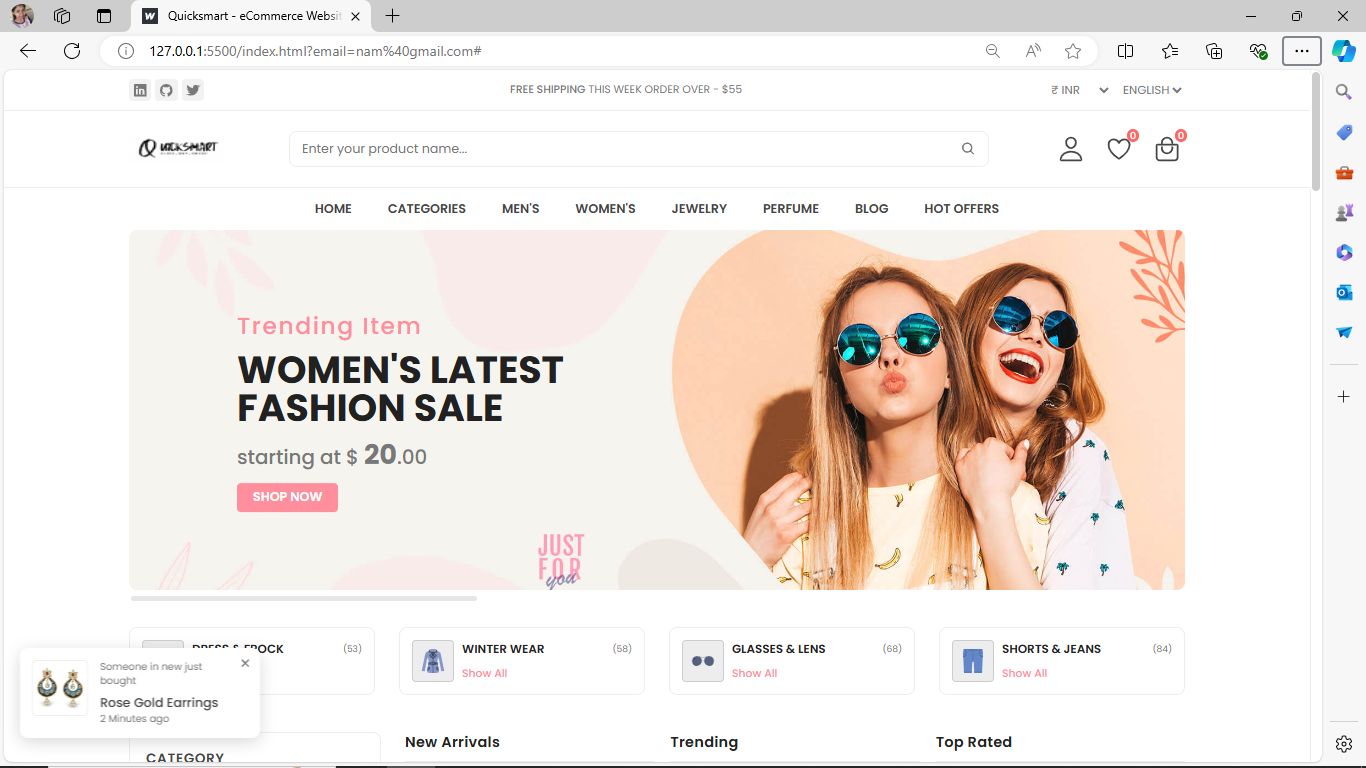 Quicksmart - eCommerce Websit
127.0.0.1:5500/index.html?email=nam%40gmail.com#
FREE SHIPPING THIS WEEK ORDER OVER - $55
₹ INR
ENGLISH
QUICKSMART
Enter your product name...
0
0
HOME CATEGORIES MEN'S WOMEN'S JEWELRY PERFUME BLOG HOT OFFERS
Trending Item
WOMEN'S LATEST
FASHION SALE
starting at $ 20.00
SHOP NOW
JUST
FOR
you
DRESS & FROCK (53)
WINTER WEAR (58)
Show All
GLASSES & LENS (68)
Show All
SHORTS & JEANS (84)
Show All
Someone in new just
bought
Rose Gold Earrings
2 Minutes ago
CATEGORY
New Arrivals
Trending
Top Rated